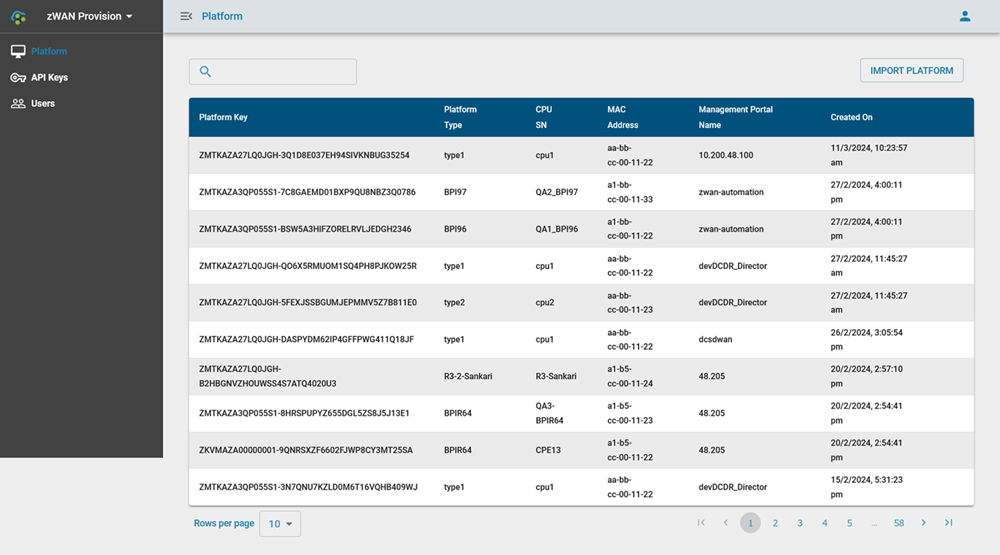 zWAN Provision
Platform
Platform
API Keys
Users
IMPORT PLATFORM
Platform Key
Platform
Type
CPU
SN
MAC
Address
Management Portal
Name
Created On
ZMTKAZA27LQ0JGH-3Q1D8E037EH94SIVKNBUG35254
type1
cpu1
aa-bb-
cc-00-11-22
10.200.48.100
11/3/2024, 10:23:57
am
ZMTKAZA3QP055S1-7C8GAEMD01BXP9QU8NBZ3Q0786
BPI97
QA2_BPI97
a1-bb-
cc-00-11-33
zwan-automation
27/2/2024, 4:00:11
pm
ZMTKAZA3QP055S1-BSW5A3HIFZORELRVLJEDGH2346
BPI96
QA1_BPI96
a1-bb-
cc-00-11-22
zwan-automation
27/2/2024, 4:00:11
pm
ZMTKAZA27LQ0JGH-QO6X5RMUOM1SQ4PH8PJKOW25R
type1
cpu1
aa-bb-
cc-00-11-22
devDCDR_Director
27/2/2024, 11:45:27
am
ZMTKAZA27LQ0JGH-5FEXJSSBGUMJEPMMV5Z7B811E0
type2
cpu2
aa-bb-
cc-00-11-23
devDCDR_Director
27/2/2024, 11:45:27
am
ZMTKAZA27LQ0JGH-DASPYDM62IP4GFFPWG411Q18JF
type1
cpu1
aa-bb-
cc-00-11-22
dcsdwan
26/2/2024, 3:05:54
pm
ZMTKAZA27LQ0JGH-
B2HBGNVZHOUWSS4S7ATQ4020U3
R3-2-Sankari
R3-Sankari
a1-b5-
cc-00-11-24
48.205
20/2/2024, 2:57:10
pm
ZMTKAZA3QP055S1-8HRSPUPYZ655DGL5ZS8J5J13E1
BPIR64
QA3-
BPIR64
a1-b5-
cc-00-11-23
48.205
20/2/2024, 2:54:41
pm
ZKVMAZA00000001-9QNRSXZF6602FJWP8CY3MT25SA
BPIR64
CPE13
a1-b5-
cc-00-11-22
48.205
20/2/2024, 2:54:41
pm
ZMTKAZA3QP055S1-3N7QNU7KZLD0M6T16VQHB409WJ
type1
cpu1
aa-bb-
cc-00-11-22
devDCDR_Director
15/2/2024, 5:31:23
pm
Rows per page 10
1 2 3 4 5 ... 58